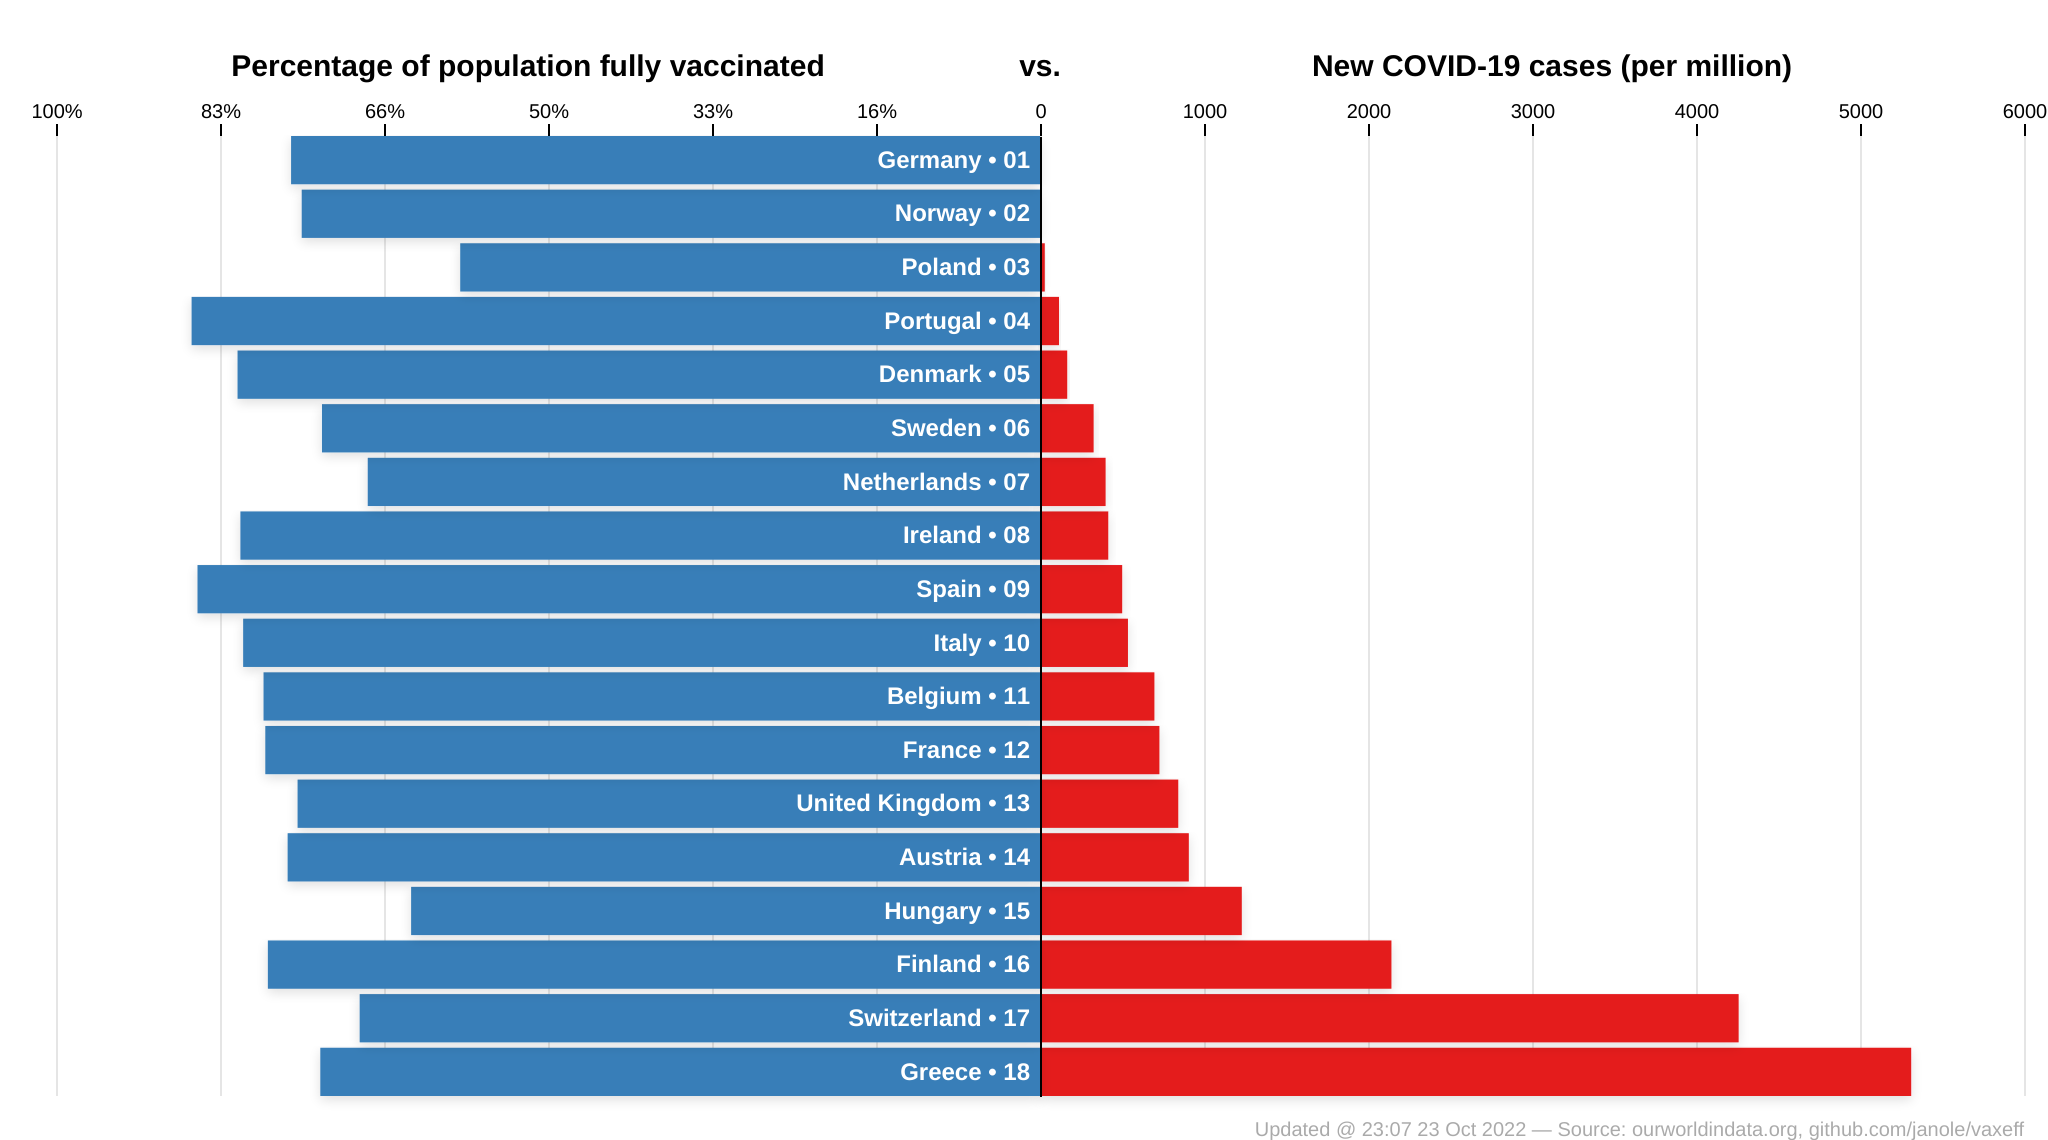 Percentage of population fully vaccinated vs. New COVID-19 cases (per million)
100% 83% 66% 50% 33% 16% 0 1000 2000 3000 4000 5000 6000
Germany • 01
Norway • 02
Poland • 03
Portugal • 04
Denmark • 05
Sweden • 06
Netherlands • 07
Ireland • 08
Spain • 09
Italy • 10
Belgium • 11
France • 12
United Kingdom • 13
Austria • 14
Hungary • 15
Finland • 16
Switzerland • 17
Greece • 18
Updated @ 23:07 23 Oct 2022 — Source: ourworldindata.org, github.com/janole/vaxeff